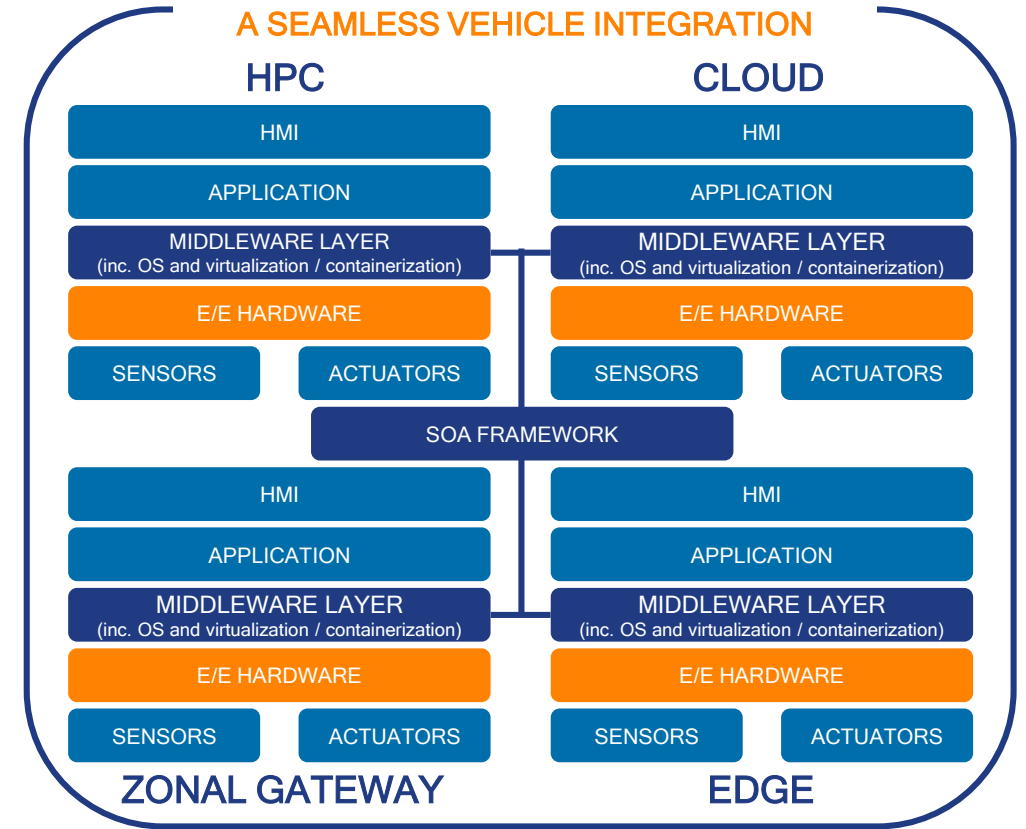 A SEAMLESS VEHICLE INTEGRATION
HPC
HMI
APPLICATION
MIDDLEWARE LAYER
(inc. OS and virtualization / containerization)
E/E HARDWARE
SENSORS
ACTUATORS
CLOUD
HMI
APPLICATION
MIDDLEWARE LAYER
(inc. OS and virtualization / containerization)
E/E HARDWARE
SENSORS
ACTUATORS
SOA FRAMEWORK
HMI
APPLICATION
MIDDLEWARE LAYER
(inc. OS and virtualization / containerization)
E/E HARDWARE
SENSORS
ACTUATORS
ZONAL GATEWAY
HMI
APPLICATION
MIDDLEWARE LAYER
(inc. OS and virtualization / containerization)
E/E HARDWARE
SENSORS
ACTUATORS
EDGE